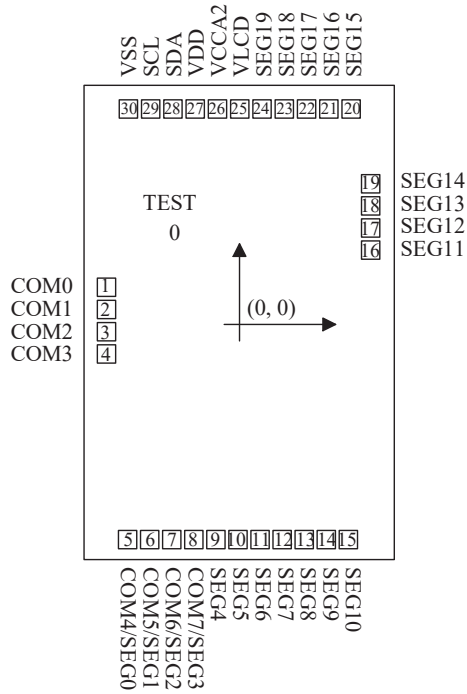 VSS
SCL
SDA
VDD
VCCA2
VLCD
SEG19
SEG18
SEG17
SEG16
SEG15
30 29 28 27 26 25 24 23 22 21 20
19 SEG14
18 SEG13
17 SEG12
16 SEG11
TEST
0
(0, 0)
COM0 1
COM1 2
COM2 3
COM3 4
5 6 7 8 9 10 11 12 13 14 15
COM4/SEG0
COM5/SEG1
COM6/SEG2
COM7/SEG3
SEG4
SEG5
SEG6
SEG7
SEG8
SEG9
SEG10